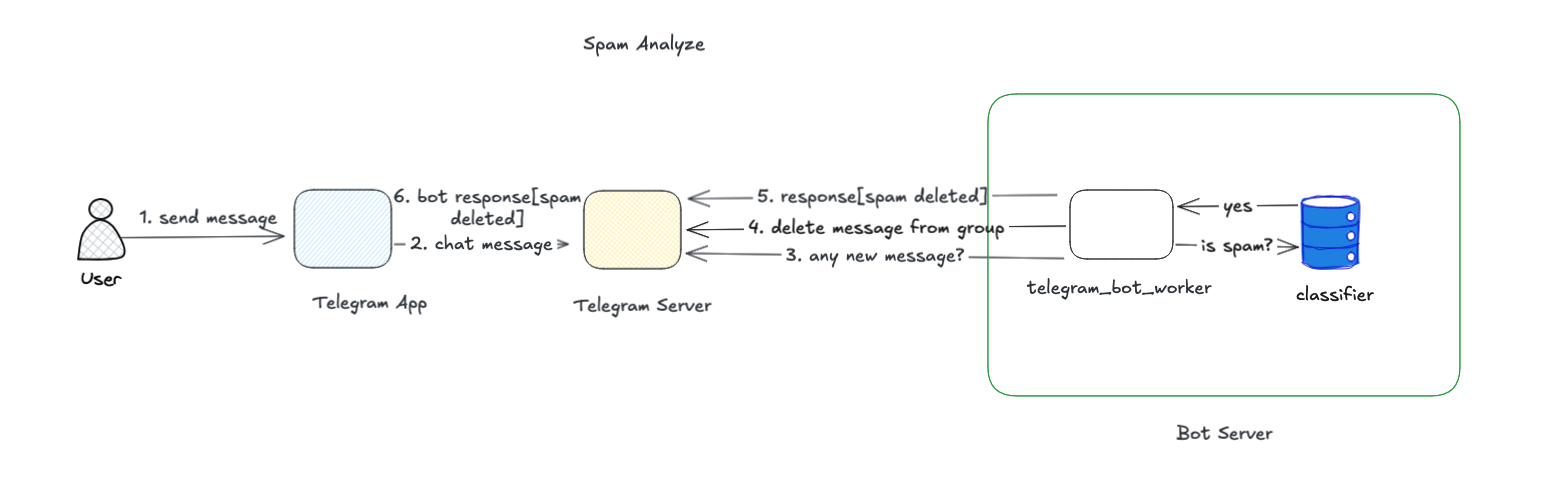 Spam Analyze
1. send message
User
6. bot response[spam
deleted]
2. chat message
Telegram App
Telegram Server
5. response[spam deleted]
4. delete message from group
3. any new message?
yes
is spam?
telegram_bot_worker
classifier
Bot Server